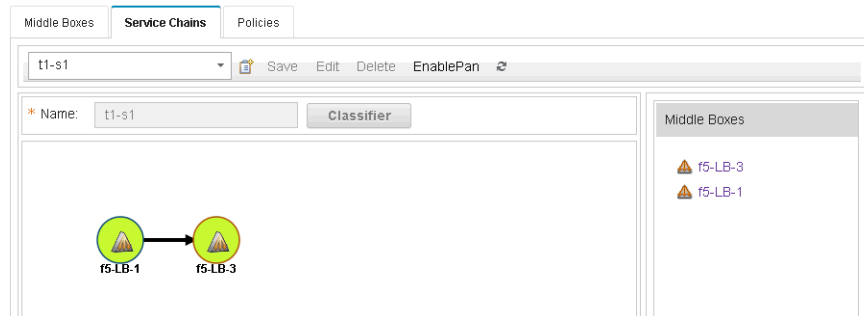 Middle Boxes Service Chains Policies
t1-s1 Save Edit Delete EnablePan
* Name: t1-s1 Classifier
Middle Boxes
f5-LB-3
f5-LB-1
f5-LB-1 f5-LB-3